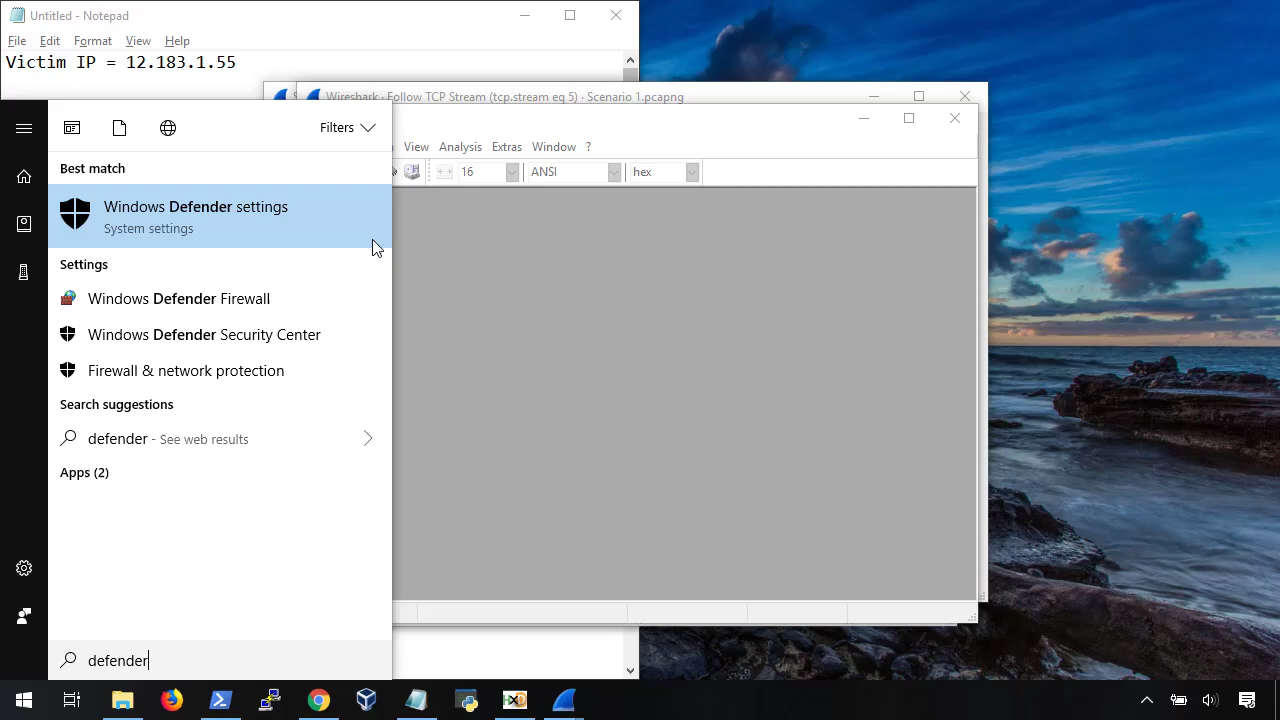 Untitled - Notepad
File Edit Format View Help
Victim IP = 12.183.1.55
Wireshark · Follow TCP Stream (tcp.stream eq 5) · Scenario 1.pcapng
View Analysis Extras Window ?
16 ANSI hex
Filters
Best match
Windows Defender settings
System settings
Settings
Windows Defender Firewall
Windows Defender Security Center
Firewall & network protection
Search suggestions
defender - See web results
Apps (2)
defender